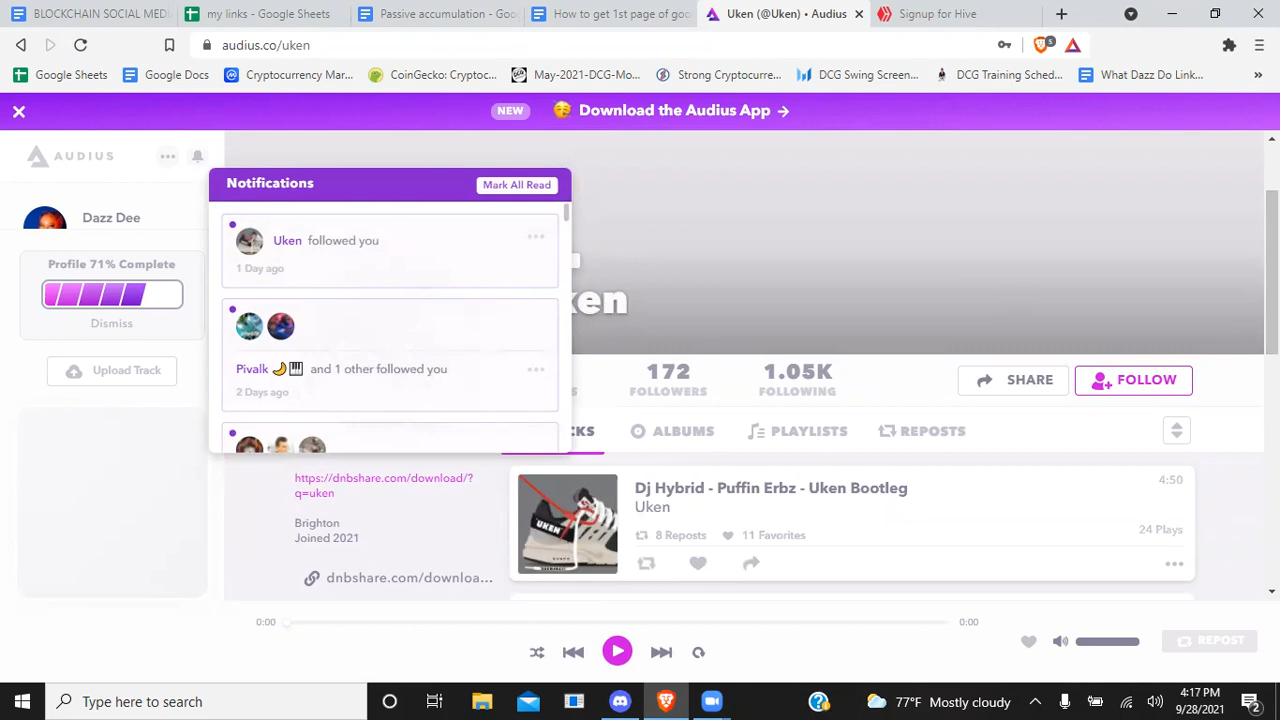 BLOCKCHAIN SOCIAL MEDI
my links - Google Sheets
Passive accumulation - Goo
How to get 1st page of goo
Uken (@Uken) • Audius
Signup for Hive
audius.co/uken
5
Google Sheets
Google Docs
Cryptocurrency Mar...
CoinGecko: Cryptoc...
May-2021-DCG-Mo...
Strong Cryptocurre...
DCG Swing Screen...
DCG Training Sched...
What Dazz Do Link...
NEW
Download the Audius App →
AUDIUS
Notifications
Mark All Read
Dazz Dee
Uken followed you
1 Day ago
Profile 71% Complete
Dismiss
Upload Track
Pivalk 🌙🎹 and 1 other followed you
2 Days ago
ken
172
FOLLOWERS
1.05K
FOLLOWING
SHARE
FOLLOW
CKS
ALBUMS
PLAYLISTS
REPOSTS
https://dnbshare.com/download/?
q=uken
Brighton
Joined 2021
dnbshare.com/downloa...
UKEN
Dj Hybrid - Puffin Erbz - Uken Bootleg
4:50
Uken
8 Reposts
11 Favorites
24 Plays
0:00
0:00
REPOST
Type here to search
77°F Mostly cloudy
4:17 PM
9/28/2021
2